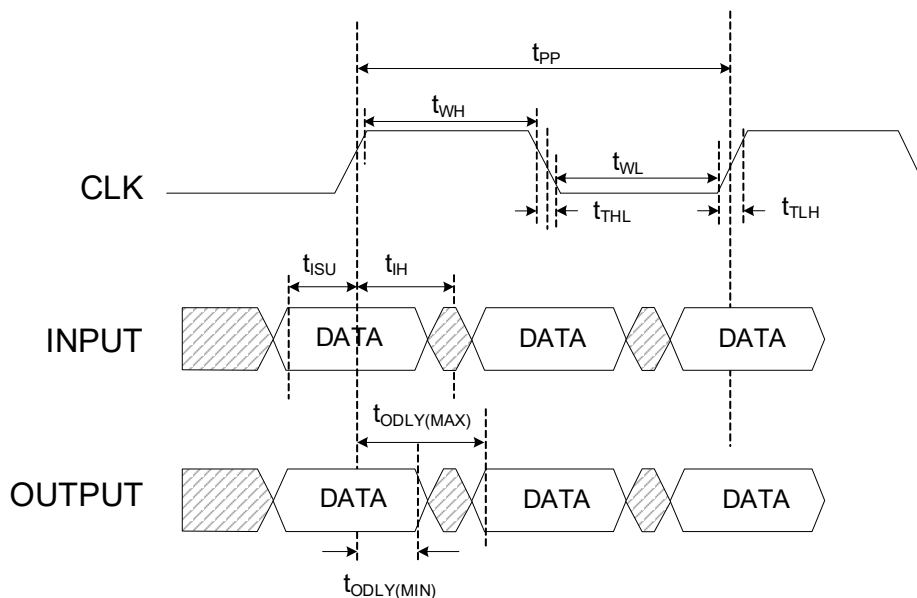 tPP
tWH
CLK
tWL
tTHL
tTLH
tISU
tIH
INPUT
DATA
DATA
DATA
tODLY(MAX)
OUTPUT
DATA
DATA
DATA
tODLY(MIN)